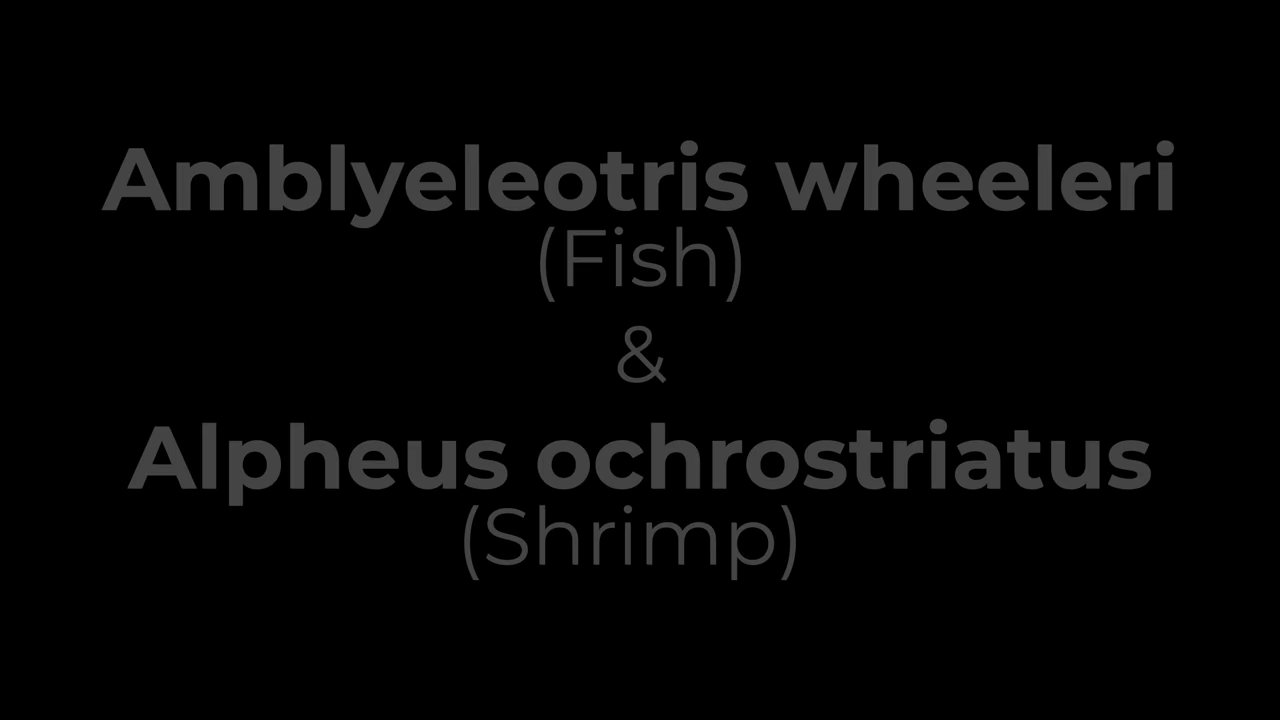 Amblyeleotris wheeleri
(Fish)
&
Alpheus ochrostriatus
(Shrimp)